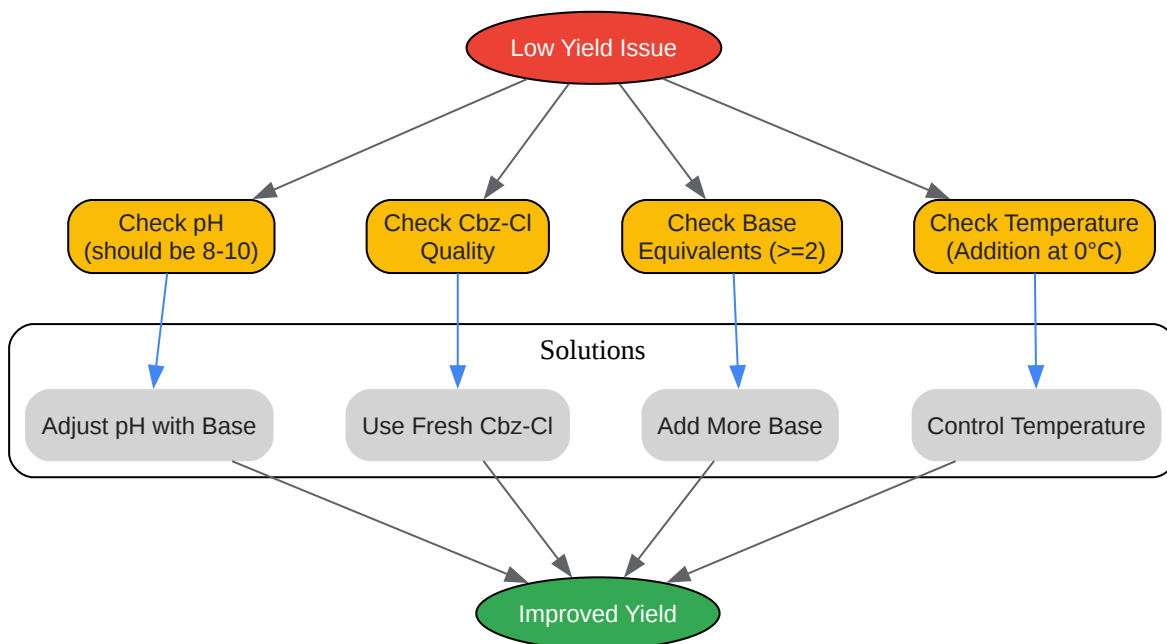 Low Yield Issue
Check pH
(should be 8-10)
Check Cbz-Cl
Quality
Check Base
Equivalents (>=2)
Check Temperature
(Addition at 0°C)
Solutions
Adjust pH with Base
Use Fresh Cbz-Cl
Add More Base
Control Temperature
Improved Yield